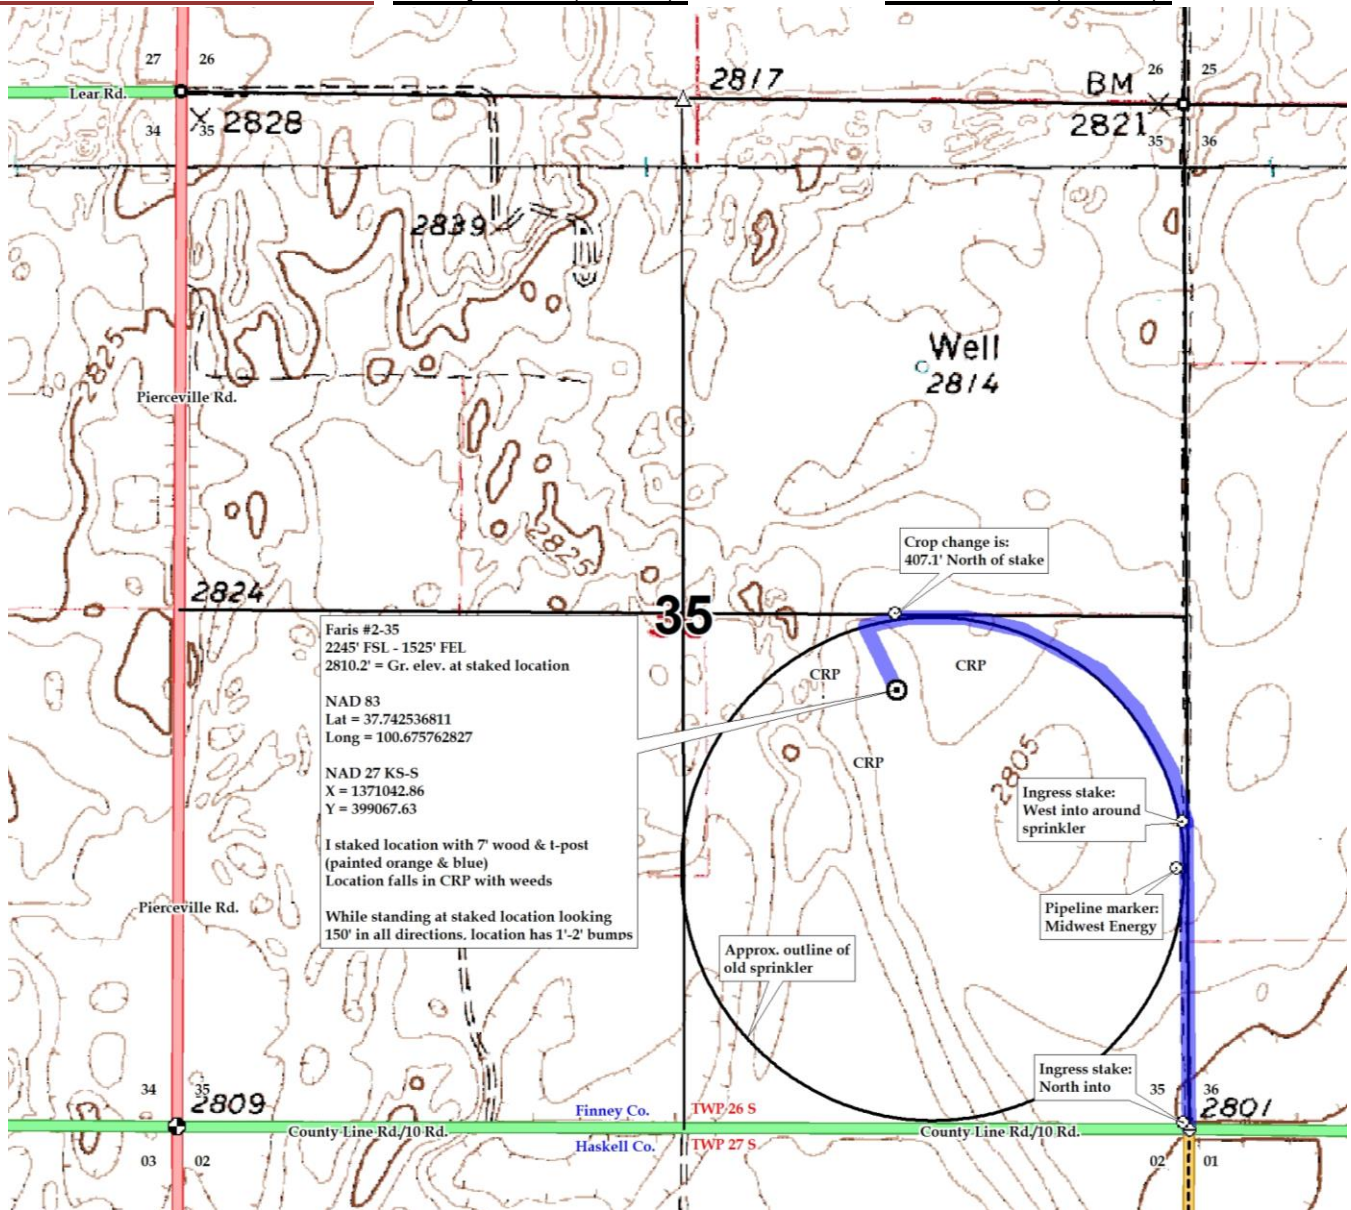 27 26
26 25
Lear Rd.
2817
BM
34 35
2828
2821
35 36
2839
2825
Well
2814
Pierceville Rd.
2825
Crop change is:
407.1' North of stake
2824
35
Faris #2-35
2245' FSL - 1525' FEL
2810.2' = Gr. elev. at staked location
NAD 83
Lat = 37.742536811
Long = 100.675762827
NAD 27 KS-S
X = 1371042.86
Y = 399067.63
I staked location with 7' wood & t-post
(painted orange & blue)
Location falls in CRP with weeds
While standing at staked location looking
150' in all directions, location has 1'-2' bumps
CRP
CRP
CRP
2805
Ingress stake:
West into around
sprinkler
Pipeline marker:
Midwest Energy
Pierceville Rd.
Approx. outline of
old sprinkler
Ingress stake:
North into
34 35
2809
35 36
2801
Finney Co.
TWP 26 S
County Line Rd./10 Rd.
County Line Rd./10 Rd.
Haskell Co.
TWP 27 S
03 02
02 01